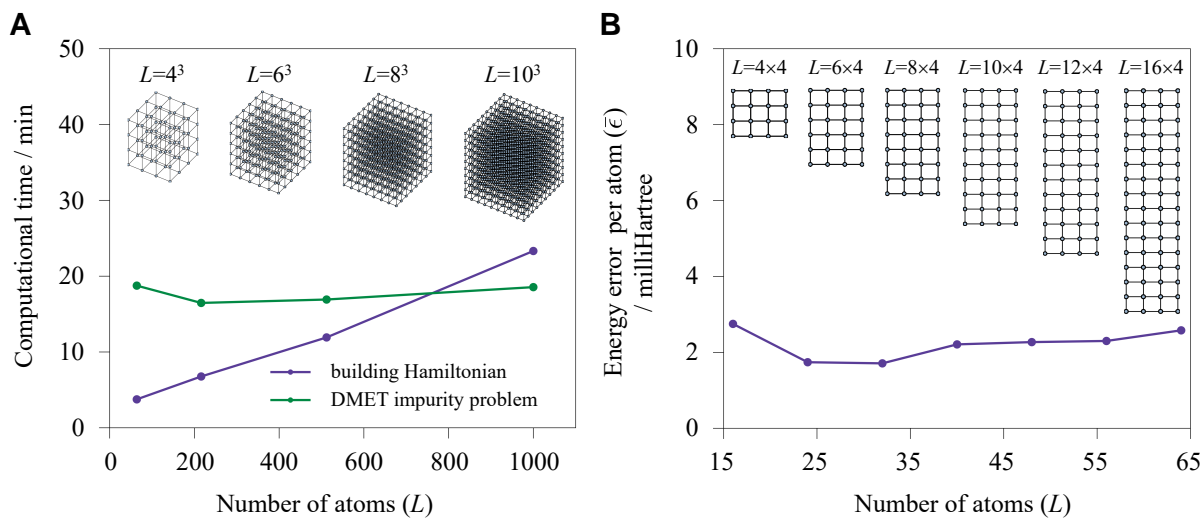 A
50
40
30
20
10
0
0
200
400
600
800
1000
Computational time / min
Number of atoms (L)
L=4³
L=6³
L=8³
L=10³
building Hamiltonian
DMET impurity problem
B
10
8
6
4
2
0
15
25
35
45
55
65
Energy error per atom (ϵ̄)
/ milliHartree
Number of atoms (L)
L=4×4
L=6×4
L=8×4
L=10×4
L=12×4
L=16×4